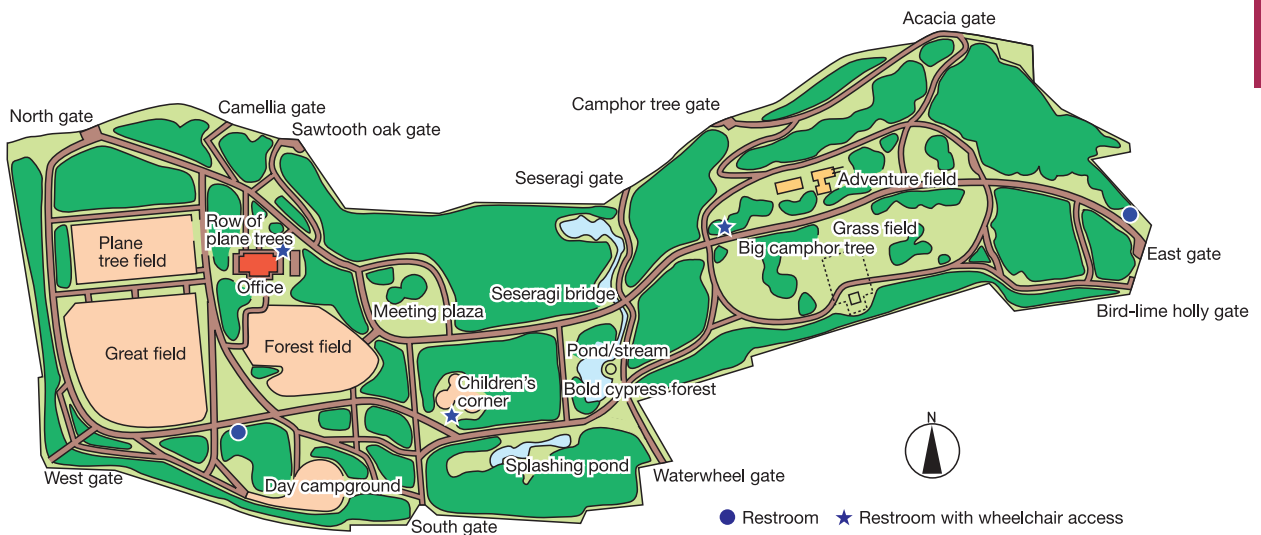 Acacia gate
Camphor tree gate
Camellia gate
North gate
Sawtooth oak gate
Seseragi gate
Adventure field
Row of
plane trees
Grass field
Plane
tree field
Big camphor tree
East gate
Office
Seseragi bridge
Meeting plaza
Bird-lime holly gate
Great field
Forest field
Pond/stream
Children's
corner
Bold cypress forest
N
Splashing pond
West gate
Waterwheel gate
Day campground
South gate
Restroom
Restroom with wheelchair access